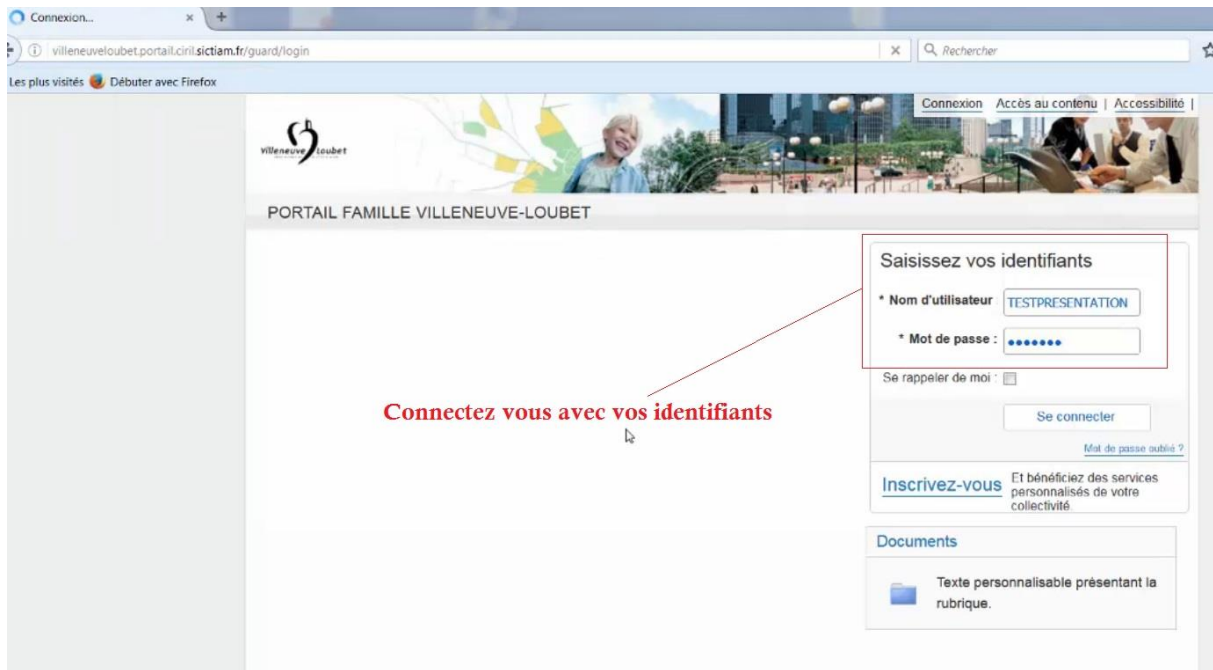 Connexion... × +
villeneuveloubet.portail.ciril.sictiam.fr/guard/login × Rechercher
Les plus visités Débuter avec Firefox
Connexion Accès au contenu | Accessibilité |
villeneuve loubet
PORTAIL FAMILLE VILLENEUVE-LOUBET
Saisissez vos identifiants
* Nom d'utilisateur TESTPRESENTATION
* Mot de passe : •••••••
Se rappeler de moi :
Connectez vous avec vos identifiants
Se connecter
Mot de passe oublié ?
Inscrivez-vous Et bénéficiez des services
personnalisés de votre
collectivité.
Documents
Texte personnalisable présentant la
rubrique.